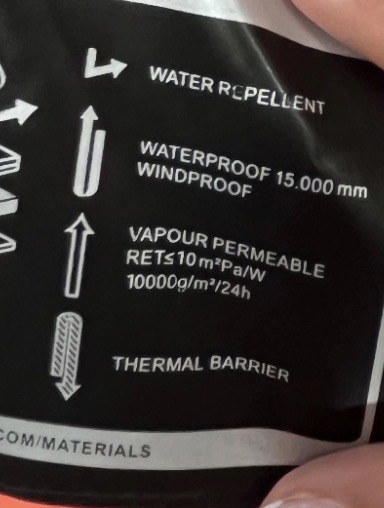 WATER REPELLENT
WATERPROOF 15.000 mm
WINDPROOF
VAPOUR PERMEABLE
RET≤10 m²Pa/W
10000g/m²/24h
THERMAL BARRIER
COM/MATERIALS